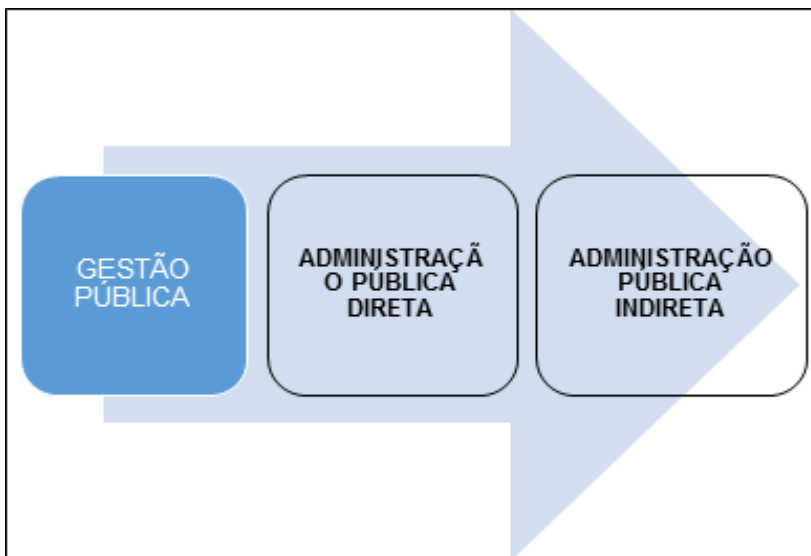 GESTÃO
PÚBLICA
ADMINISTRAÇÃ
O PÚBLICA
DIRETA
ADMINISTRAÇÃO
PÚBLICA
INDIRETA